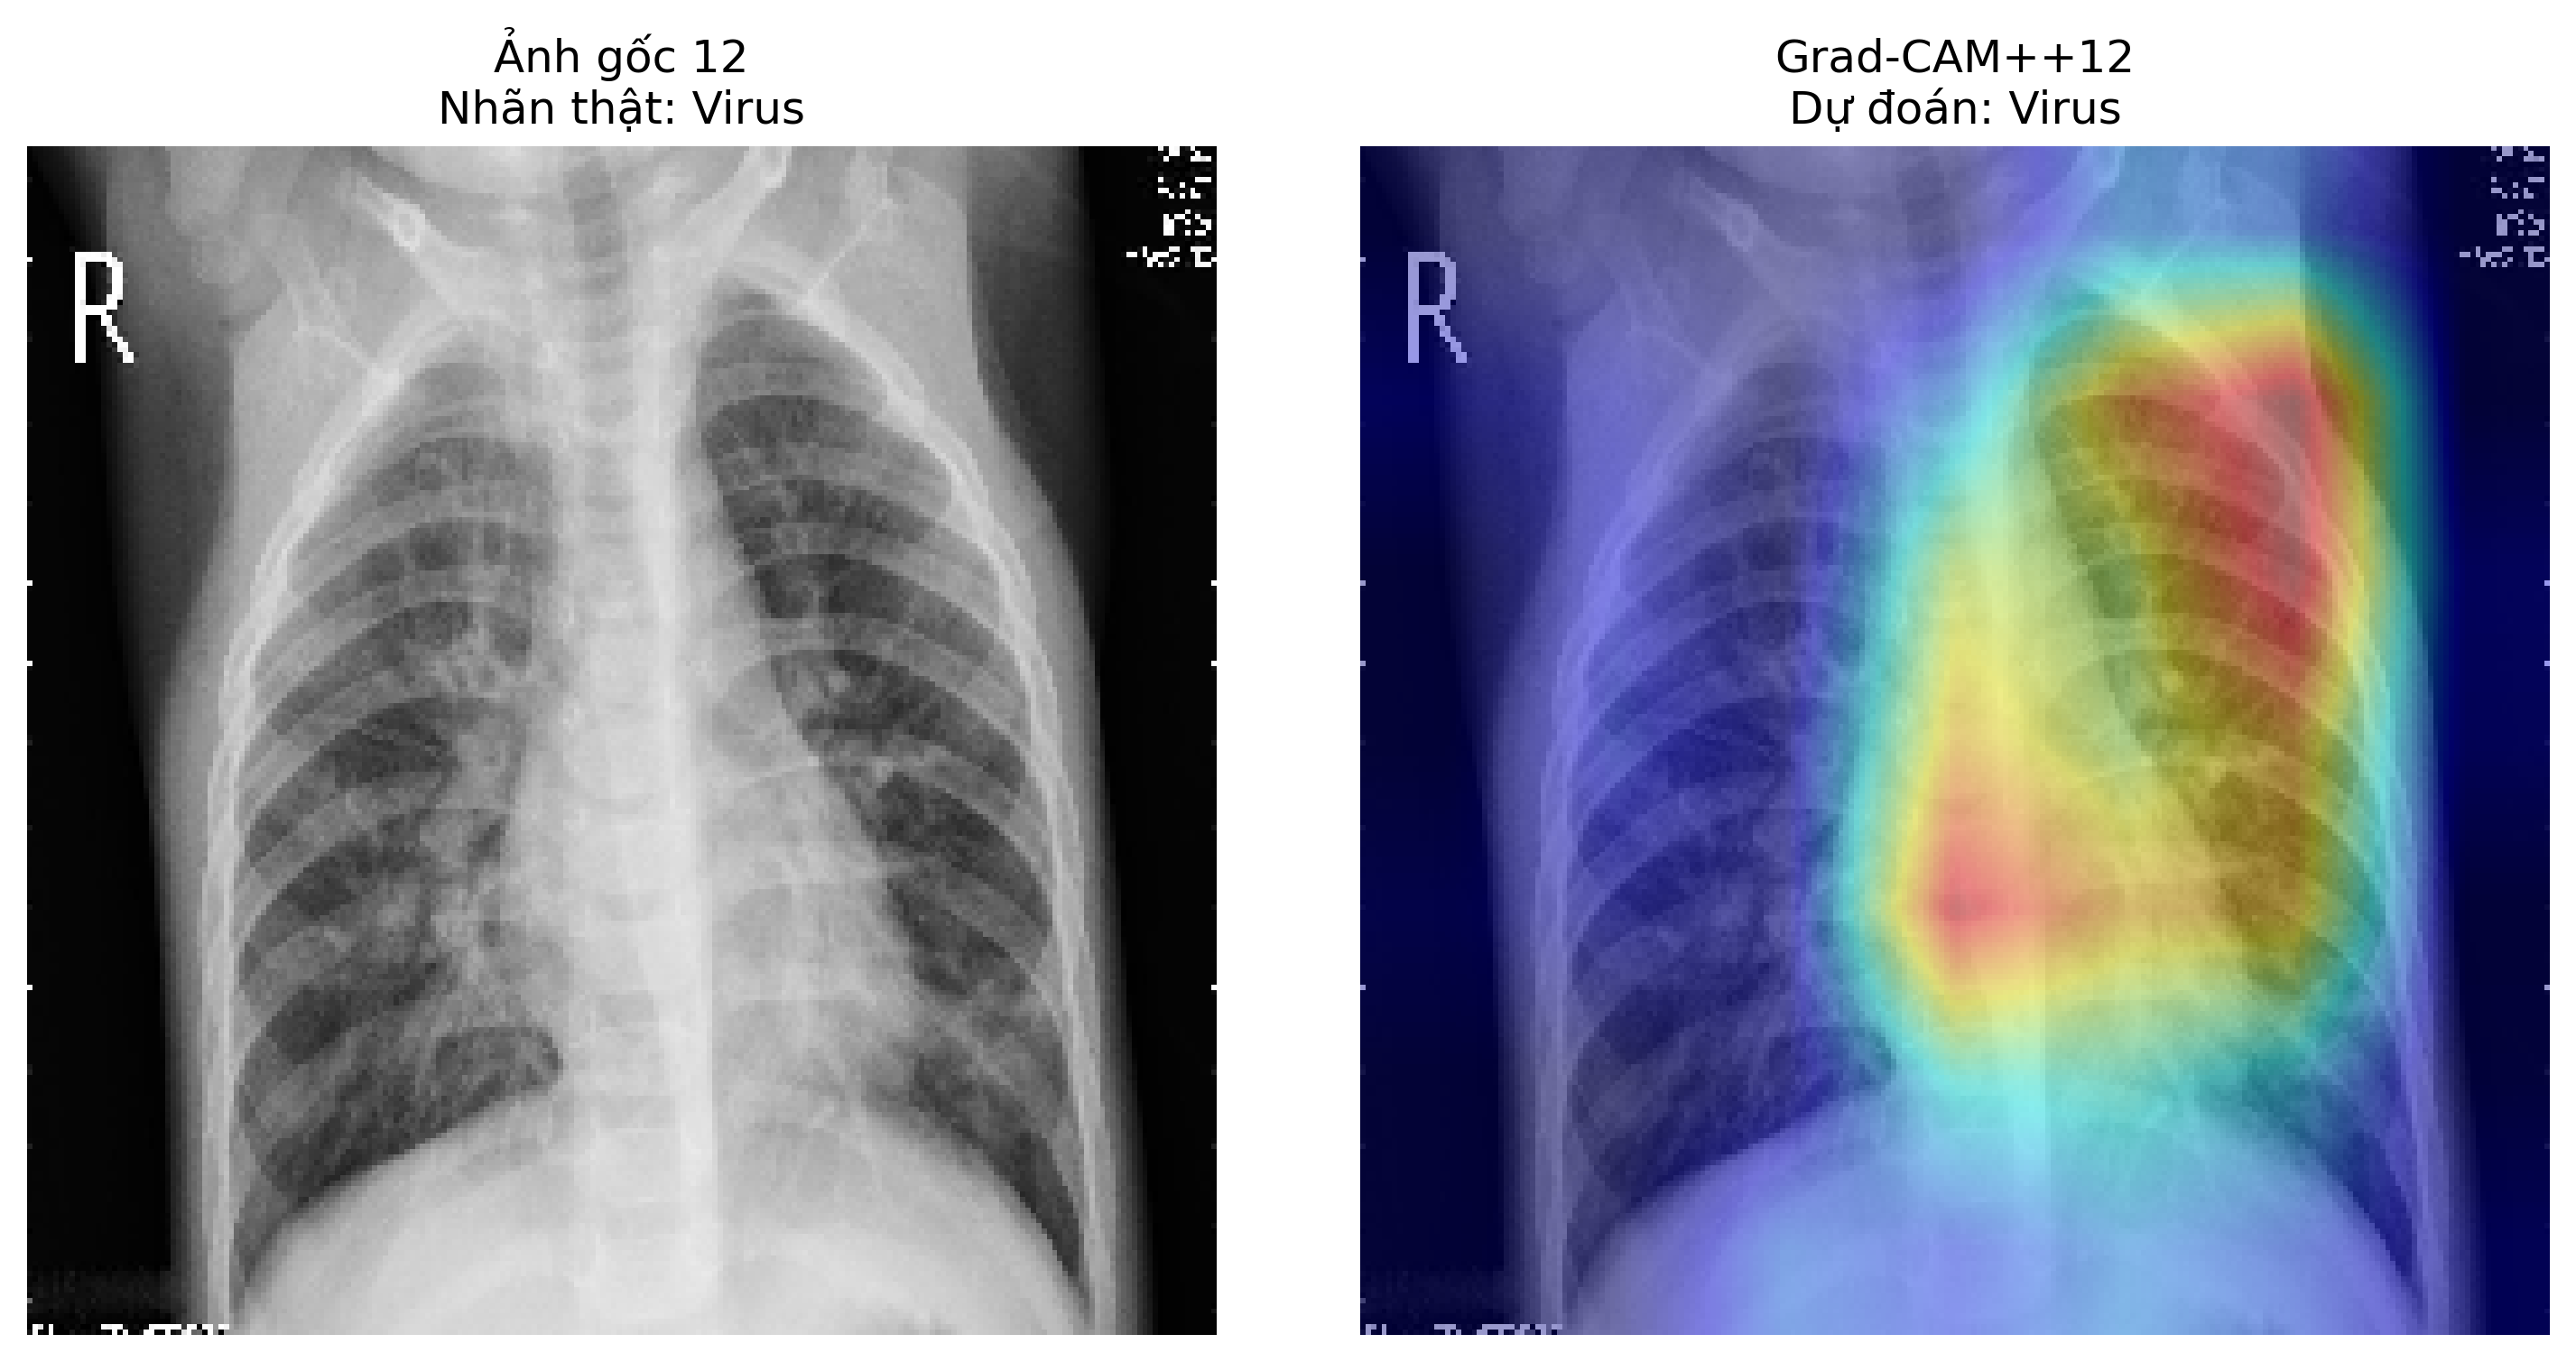 Ảnh gốc 12
Nhãn thật: Virus
R
Grad-CAM++12
Dự đoán: Virus
R